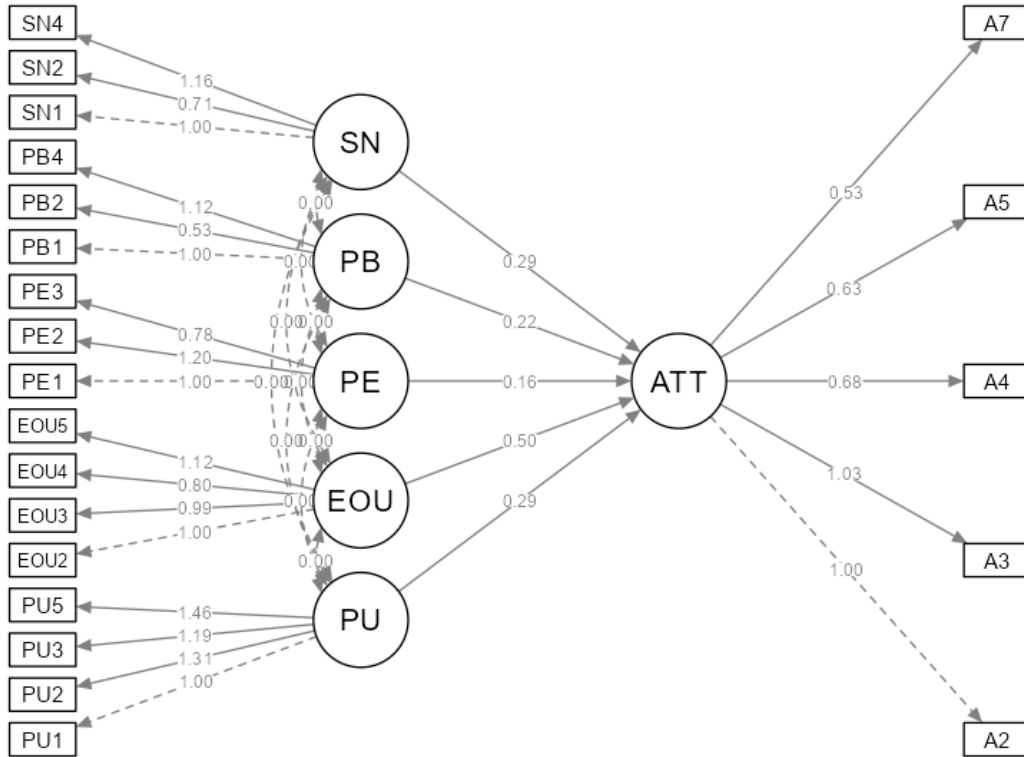 SN4
A7
SN2
1.16
0.71
SN1
1.00
SN
PB4
0.53
PB2
1.12
0.00
A5
0.53
PB1
1.00
0.00
PB
0.29
PE3
0.63
0.00
0.00
0.22
PE2
0.78
1.20
PE1
1.00
0.00
0.00
PE
0.16
ATT
0.68
A4
EOU5
0.00
0.00
0.50
EOU4
1.12
0.80
1.03
EOU3
0.99
0.00
EOU
0.29
EOU2
1.00
0.00
A3
1.00
PU5
1.46
PU
PU3
1.19
1.31
PU2
1.00
PU1
A2